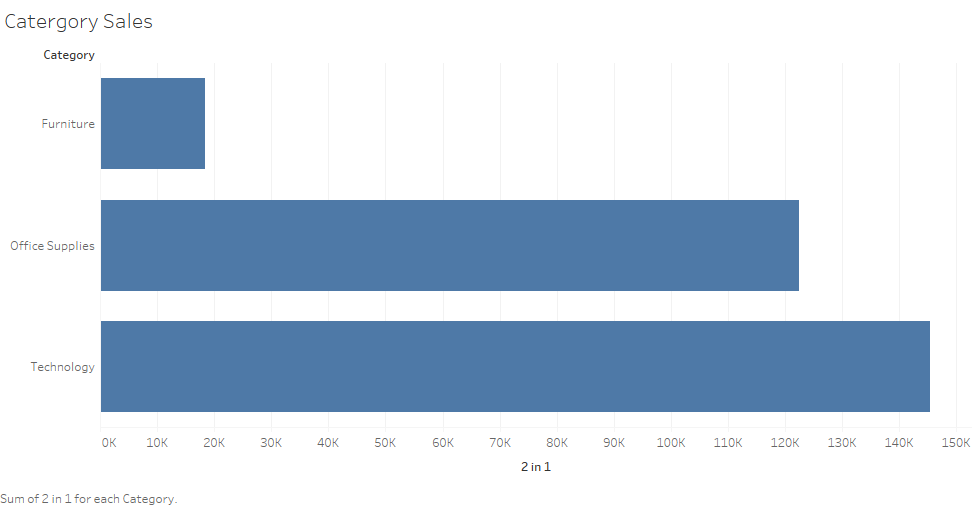 Catergory Sales
Category
Furniture
Office Supplies
Technology
0K 10K 20K 30K 40K 50K 60K 70K 80K 90K 100K 110K 120K 130K 140K 150K
2 in 1
Sum of 2 in 1 for each Category.